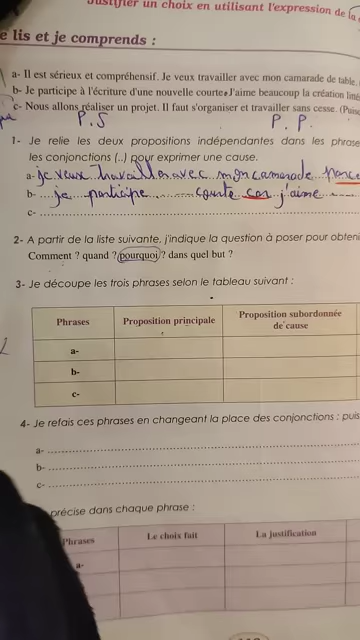 Justifier un choix en utilisant l'expression de la
e lis et je comprends :
a- Il est sérieux et compréhensif. Je veux travailler avec mon camarade de table.
b- Je participe à l'écriture d'une nouvelle courte. J'aime beaucoup la création
c- Nous allons réaliser un projet. Il faut s'organiser et travailler sans cesse.
P.S P.P.
1- Je relie les deux propositions indépendantes dans les phrase
les conjonctions (..) pour exprimer une cause.
a- je veux travailler avec mon camarade
b- je participe ........ courte car j'aime
c-
2- A partir de la liste suivante, j'indique la question à poser pour obteni
Comment ? quand ? pourquoi ? dans quel but ?
3- Je découpe les trois phrases selon le tableau suivant :
Phrases Proposition principale Proposition subordonnée de cause
a-
b-
c-
4- Je refais ces phrases en changeant la place des conjonctions : puis
a-
b-
c-
précise dans chaque phrase :
Phrases Le choix fait La justification
a-